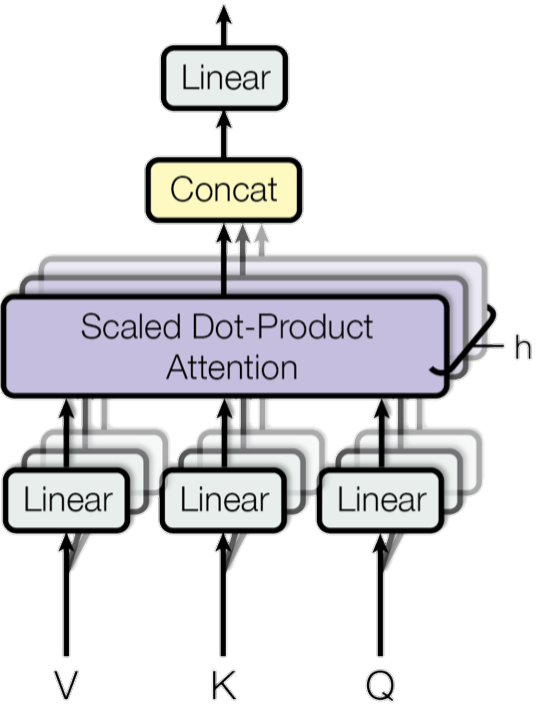 Linear
Concat
Scaled Dot-Product
Attention
h
Linear Linear Linear
V K Q